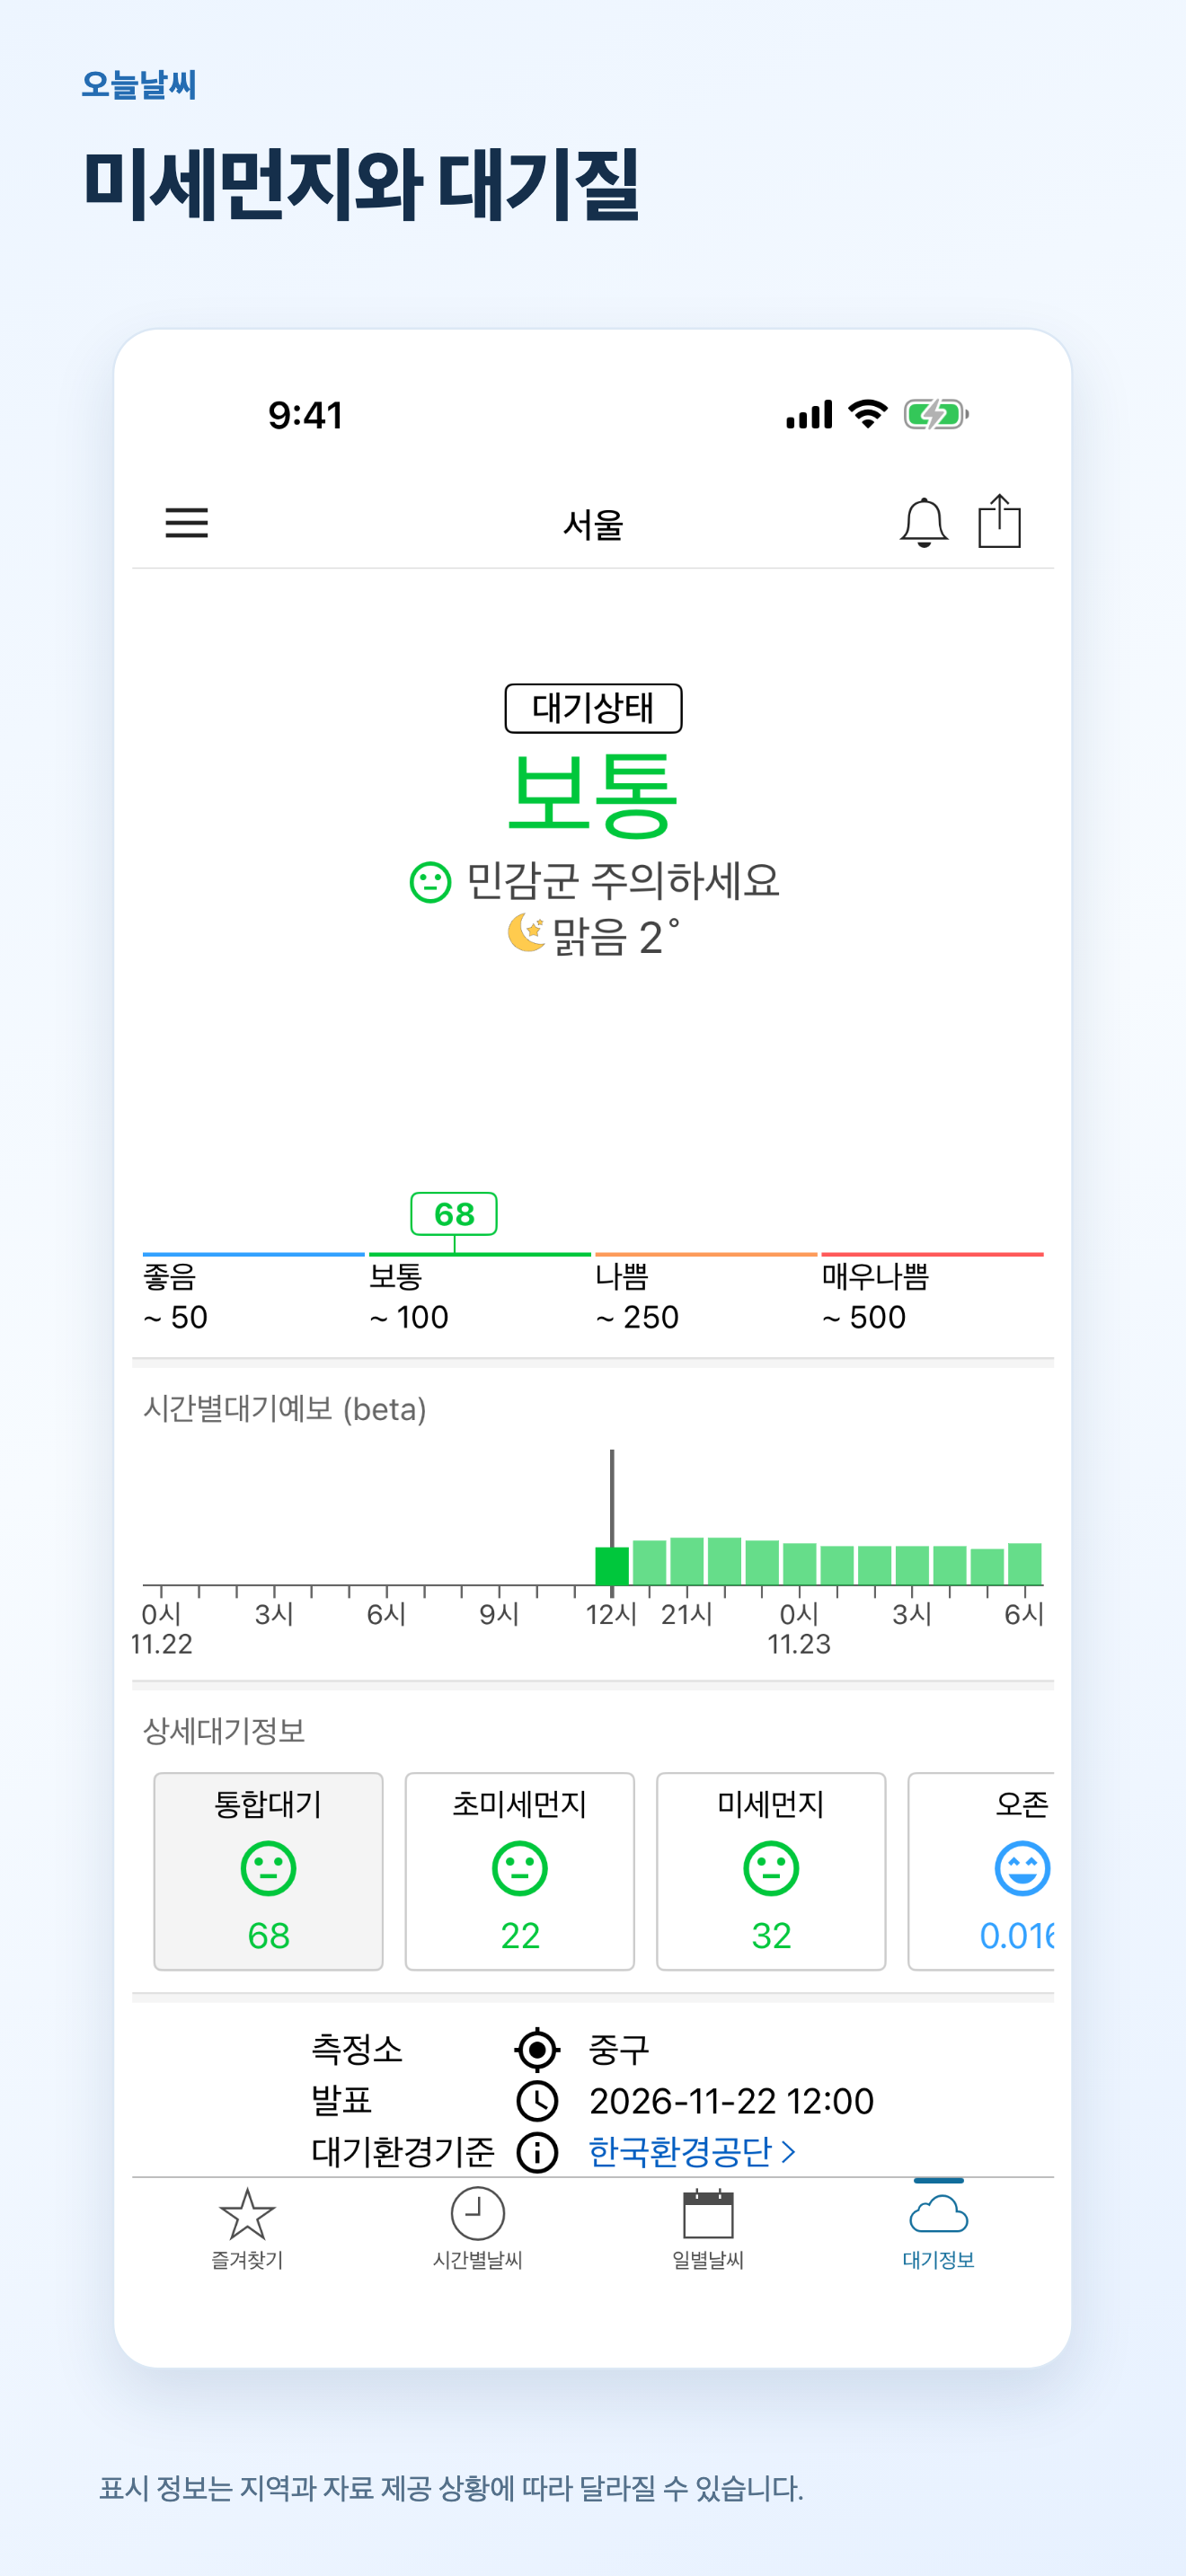 오늘날씨
미세먼지와 대기질
9:41
서울
대기상태
보통
민감군 주의하세요
맑음 2°
68
좋음 보통 나쁨 매우나쁨
~ 50 ~ 100 ~ 250 ~ 500
시간별대기예보 (beta)
0시 3시 6시 9시 12시 21시 0시 3시 6시
11.22 11.23
상세대기정보
통합대기 초미세먼지 미세먼지 오존
68 22 32 0.016
측정소 중구
발표 2026-11-22 12:00
대기환경기준 한국환경공단 >
즐겨찾기 시간별날씨 일별날씨 대기정보
표시 정보는 지역과 자료 제공 상황에 따라 달라질 수 있습니다.